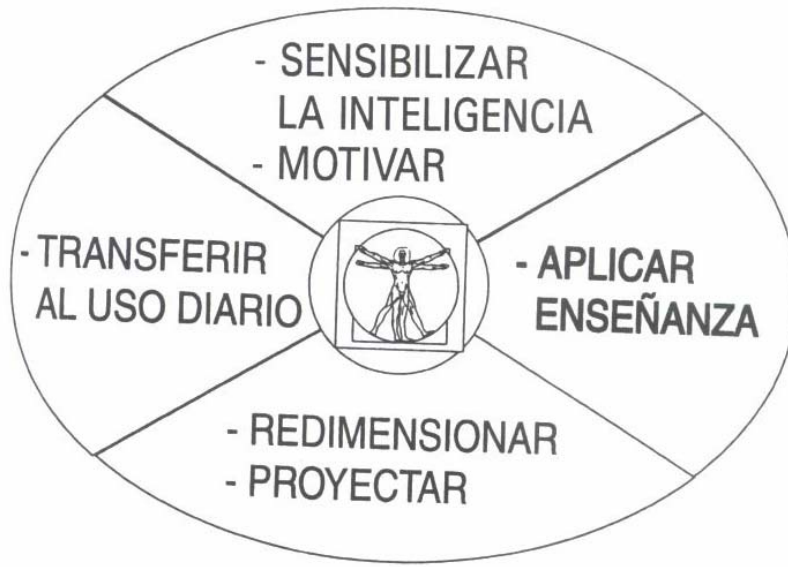 - SENSIBILIZAR
LA INTELIGENCIA
- MOTIVAR
- TRANSFERIR
AL USO DIARIO
- APLICAR
ENSEÑANZA
- REDIMENSIONAR
- PROYECTAR